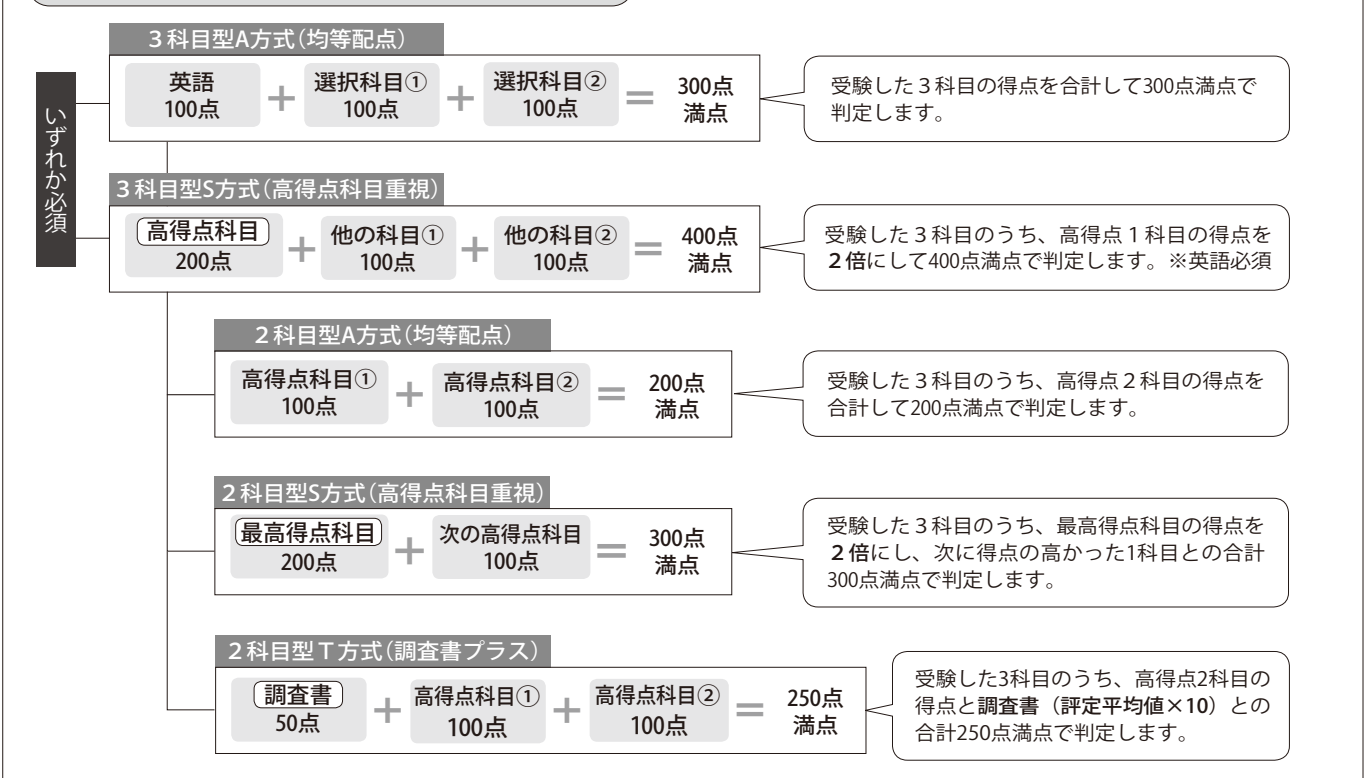 いずれか必須
3科目型A方式(均等配点)
英語
100点
+
選択科目①
100点
+
選択科目②
100点
=
300点
満点
受験した3科目の得点を合計して300点満点で
判定します。
3科目型S方式(高得点科目重視)
高得点科目
200点
+
他の科目①
100点
+
他の科目②
100点
=
400点
満点
受験した3科目のうち、高得点1科目の得点を
2倍にして400点満点で判定します。※英語必須
2科目型A方式(均等配点)
高得点科目①
100点
+
高得点科目②
100点
=
200点
満点
受験した3科目のうち、高得点2科目の得点を
合計して200点満点で判定します。
2科目型S方式(高得点科目重視)
最高得点科目
200点
+
次の高得点科目
100点
=
300点
満点
受験した3科目のうち、最高得点科目の得点を
2倍にし、次に得点の高かった1科目との合計
300点満点で判定します。
2科目型T方式(調査書プラス)
調査書
50点
+
高得点科目①
100点
+
高得点科目②
100点
=
250点
満点
受験した3科目のうち、高得点2科目の
得点と調査書(評定平均値×10)との
合計250点満点で判定します。